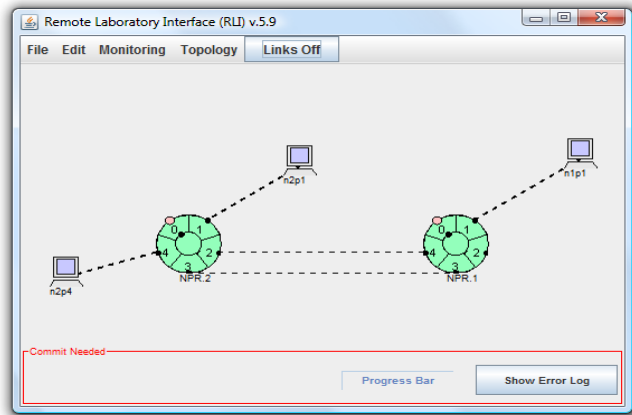 Remote Laboratory Interface (RLI) v.5.9
File Edit Monitoring Topology Links Off
n2p1
n1p1
0 1 2 3 4
NPR.2
0 1 2 3 4
NPR.1
n2p4
Commit Needed
Progress Bar
Show Error Log